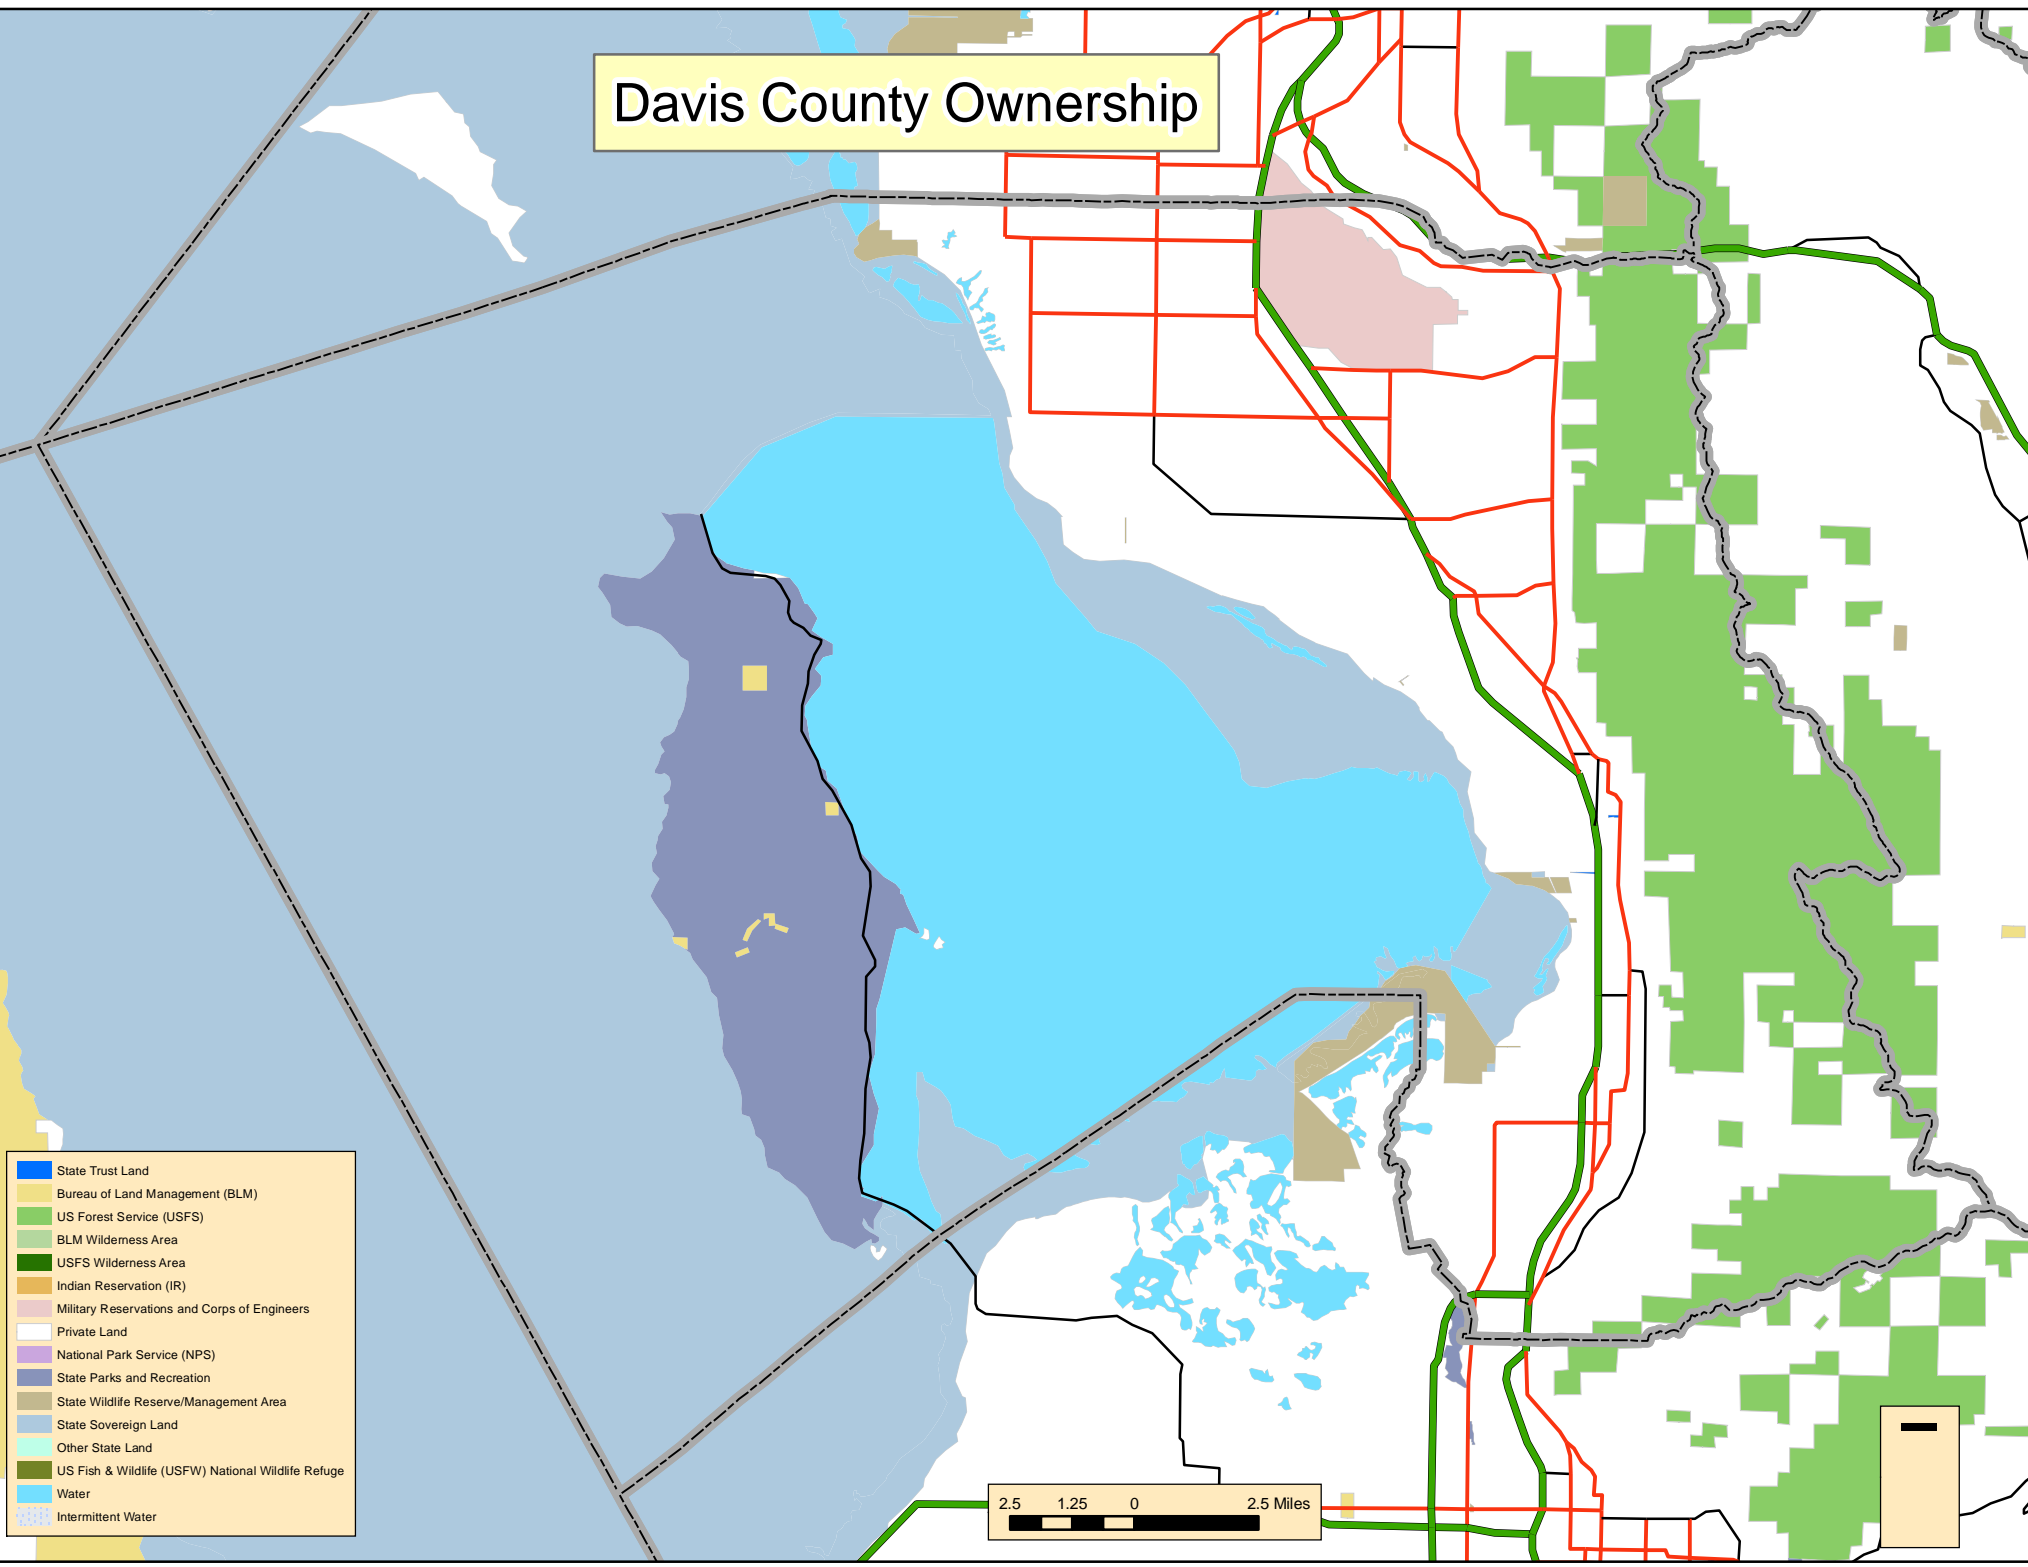 Davis County Ownership
State Trust Land
Bureau of Land Management (BLM)
US Forest Service (USFS)
BLM Wilderness Area
USFS Wilderness Area
Indian Reservation (IR)
Military Reservations and Corps of Engineers
Private Land
National Park Service (NPS)
State Parks and Recreation
State Wildlife Reserve/Management Area
State Sovereign Land
Other State Land
US Fish & Wildlife (USFW) National Wildlife Refuge
Water
Intermittent Water
2.5 1.25 0 2.5 Miles